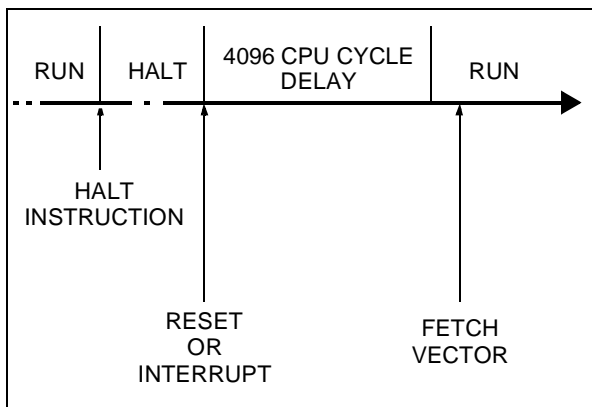 RUN
HALT
4096 CPU CYCLE
DELAY
RUN
HALT
INSTRUCTION
RESET
OR
INTERRUPT
FETCH
VECTOR